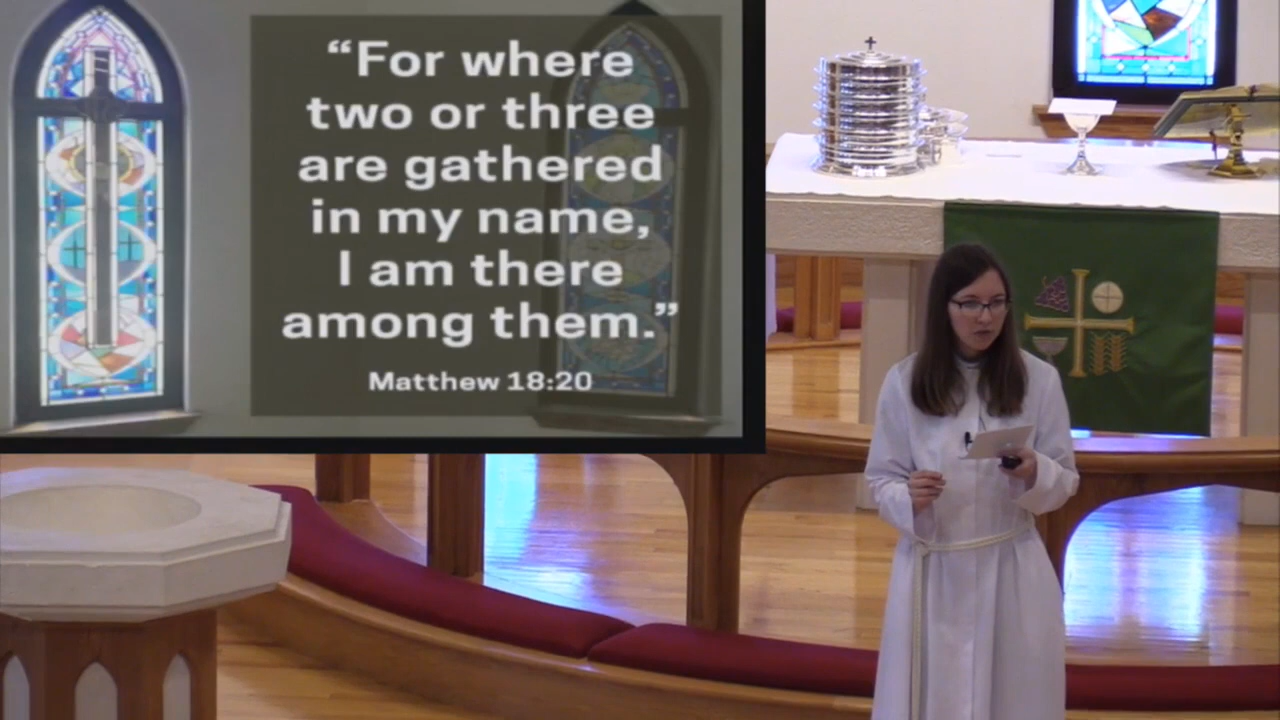 “For where
two or three
are gathered
in my name,
I am there
among them.”
Matthew 18:20